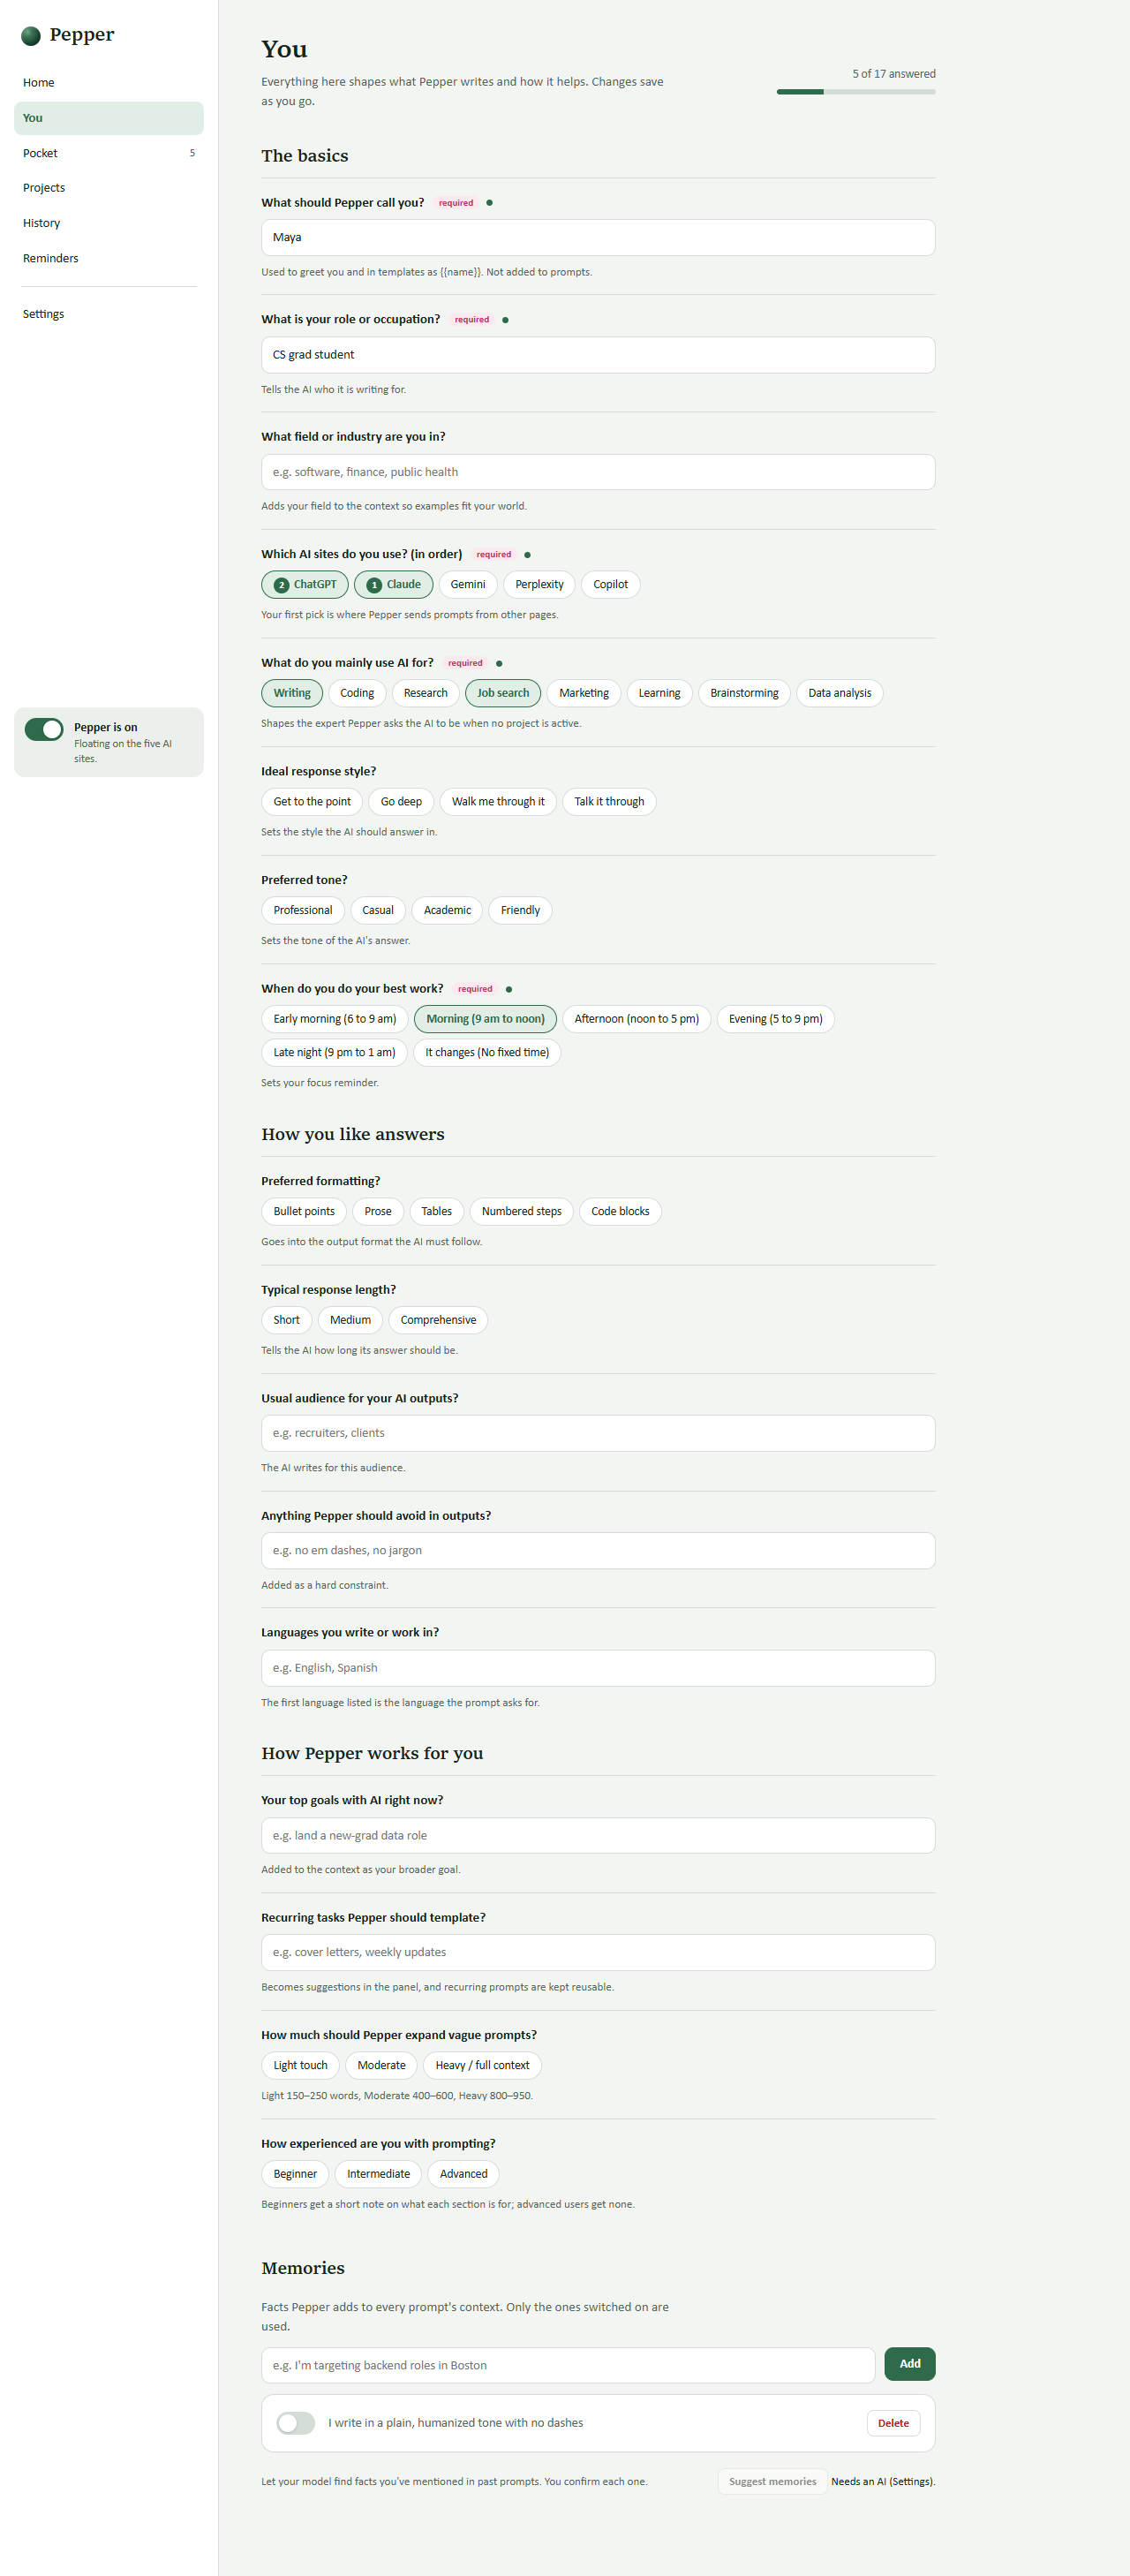 Pepper
Home
You
Pocket 5
Projects
History
Reminders
Settings
Pepper is on
Floating on the five AI
sites.
You
Everything here shapes what Pepper writes and how it helps. Changes save
as you go.
5 of 17 answered
The basics
What should Pepper call you? required
Maya
Used to greet you and in templates as {{name}}. Not added to prompts.
What is your role or occupation? required
CS grad student
Tells the AI who it is writing for.
What field or industry are you in?
e.g. software, finance, public health
Adds your field to the context so examples fit your world.
Which AI sites do you use? (in order) required
2 ChatGPT 1 Claude Gemini Perplexity Copilot
Your first pick is where Pepper sends prompts from other pages.
What do you mainly use AI for? required
Writing Coding Research Job search Marketing Learning Brainstorming Data analysis
Shapes the expert Pepper asks the AI to be when no project is active.
Ideal response style?
Get to the point Go deep Walk me through it Talk it through
Sets the style the AI should answer in.
Preferred tone?
Professional Casual Academic Friendly
Sets the tone of the AI's answer.
When do you do your best work? required
Early morning (6 to 9 am) Morning (9 am to noon) Afternoon (noon to 5 pm) Evening (5 to 9 pm)
Late night (9 pm to 1 am) It changes (No fixed time)
Sets your focus reminder.
How you like answers
Preferred formatting?
Bullet points Prose Tables Numbered steps Code blocks
Goes into the output format the AI must follow.
Typical response length?
Short Medium Comprehensive
Tells the AI how long its answer should be.
Usual audience for your AI outputs?
e.g. recruiters, clients
The AI writes for this audience.
Anything Pepper should avoid in outputs?
e.g. no em dashes, no jargon
Added as a hard constraint.
Languages you write or work in?
e.g. English, Spanish
The first language listed is the language the prompt asks for.
How Pepper works for you
Your top goals with AI right now?
e.g. land a new-grad data role
Added to the context as your broader goal.
Recurring tasks Pepper should template?
e.g. cover letters, weekly updates
Becomes suggestions in the panel, and recurring prompts are kept reusable.
How much should Pepper expand vague prompts?
Light touch Moderate Heavy / full context
Light 150–250 words, Moderate 400–600, Heavy 800–950.
How experienced are you with prompting?
Beginner Intermediate Advanced
Beginners get a short note on what each section is for; advanced users get none.
Memories
Facts Pepper adds to every prompt's context. Only the ones switched on are
used.
e.g. I'm targeting backend roles in Boston Add
I write in a plain, humanized tone with no dashes Delete
Let your model find facts you've mentioned in past prompts. You confirm each one. Suggest memories Needs an AI (Settings).